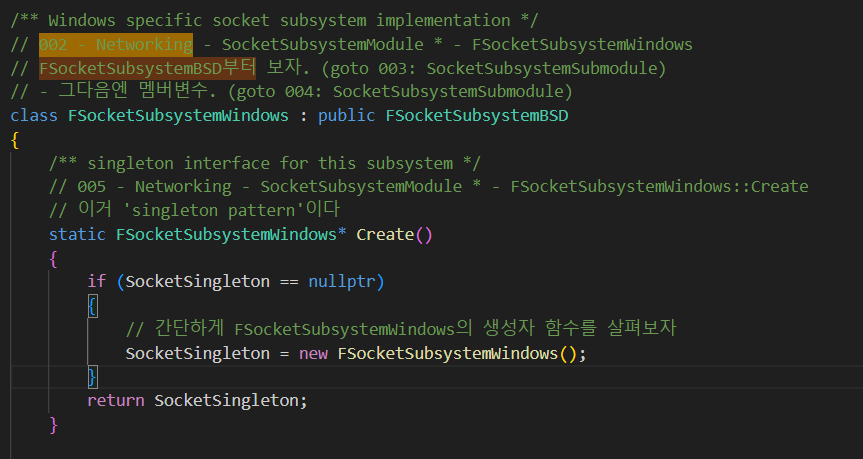 /** Windows specific socket subsystem implementation */
// 002 - Networking - SocketSubsystemModule * - FSocketSubsystemWindows
// FSocketSubsystemBSD부터 보자. (goto 003: SocketSubsystemSubmodule)
// - 그다음엔 멤버변수. (goto 004: SocketSubsystemSubmodule)
class FSocketSubsystemWindows : public FSocketSubsystemBSD
{
    /** singleton interface for this subsystem */
    // 005 - Networking - SocketSubsystemModule * - FSocketSubsystemWindows::Create
    // 이거 'singleton pattern'이다
    static FSocketSubsystemWindows* Create()
    {
        if (SocketSingleton == nullptr)
        {
            // 간단하게 FSocketSubsystemWindows의 생성자 함수를 살펴보자
            SocketSingleton = new FSocketSubsystemWindows();
        }
        return SocketSingleton;
    }